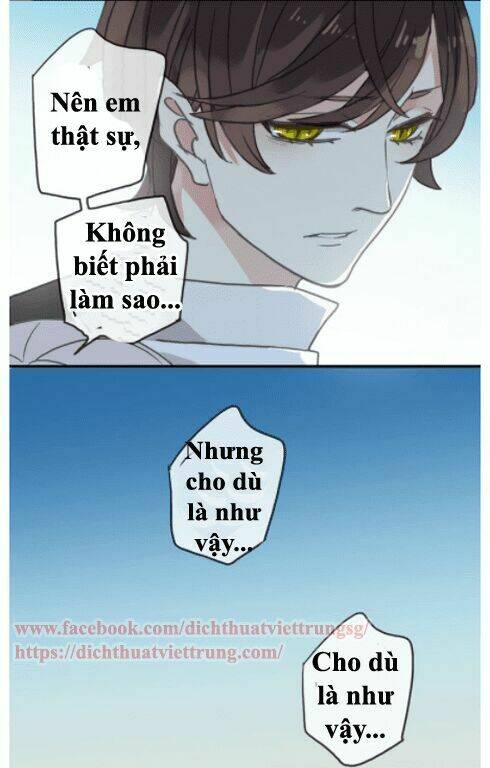 Nên em
thật sự,
Không
biết phải
làm sao...
Nhưng
cho dù
là như
vậy...
www.facebook.com/dichthuatviettrungsg/
https://dichthuatviettrung.com/
Cho dù
là như
vậy...